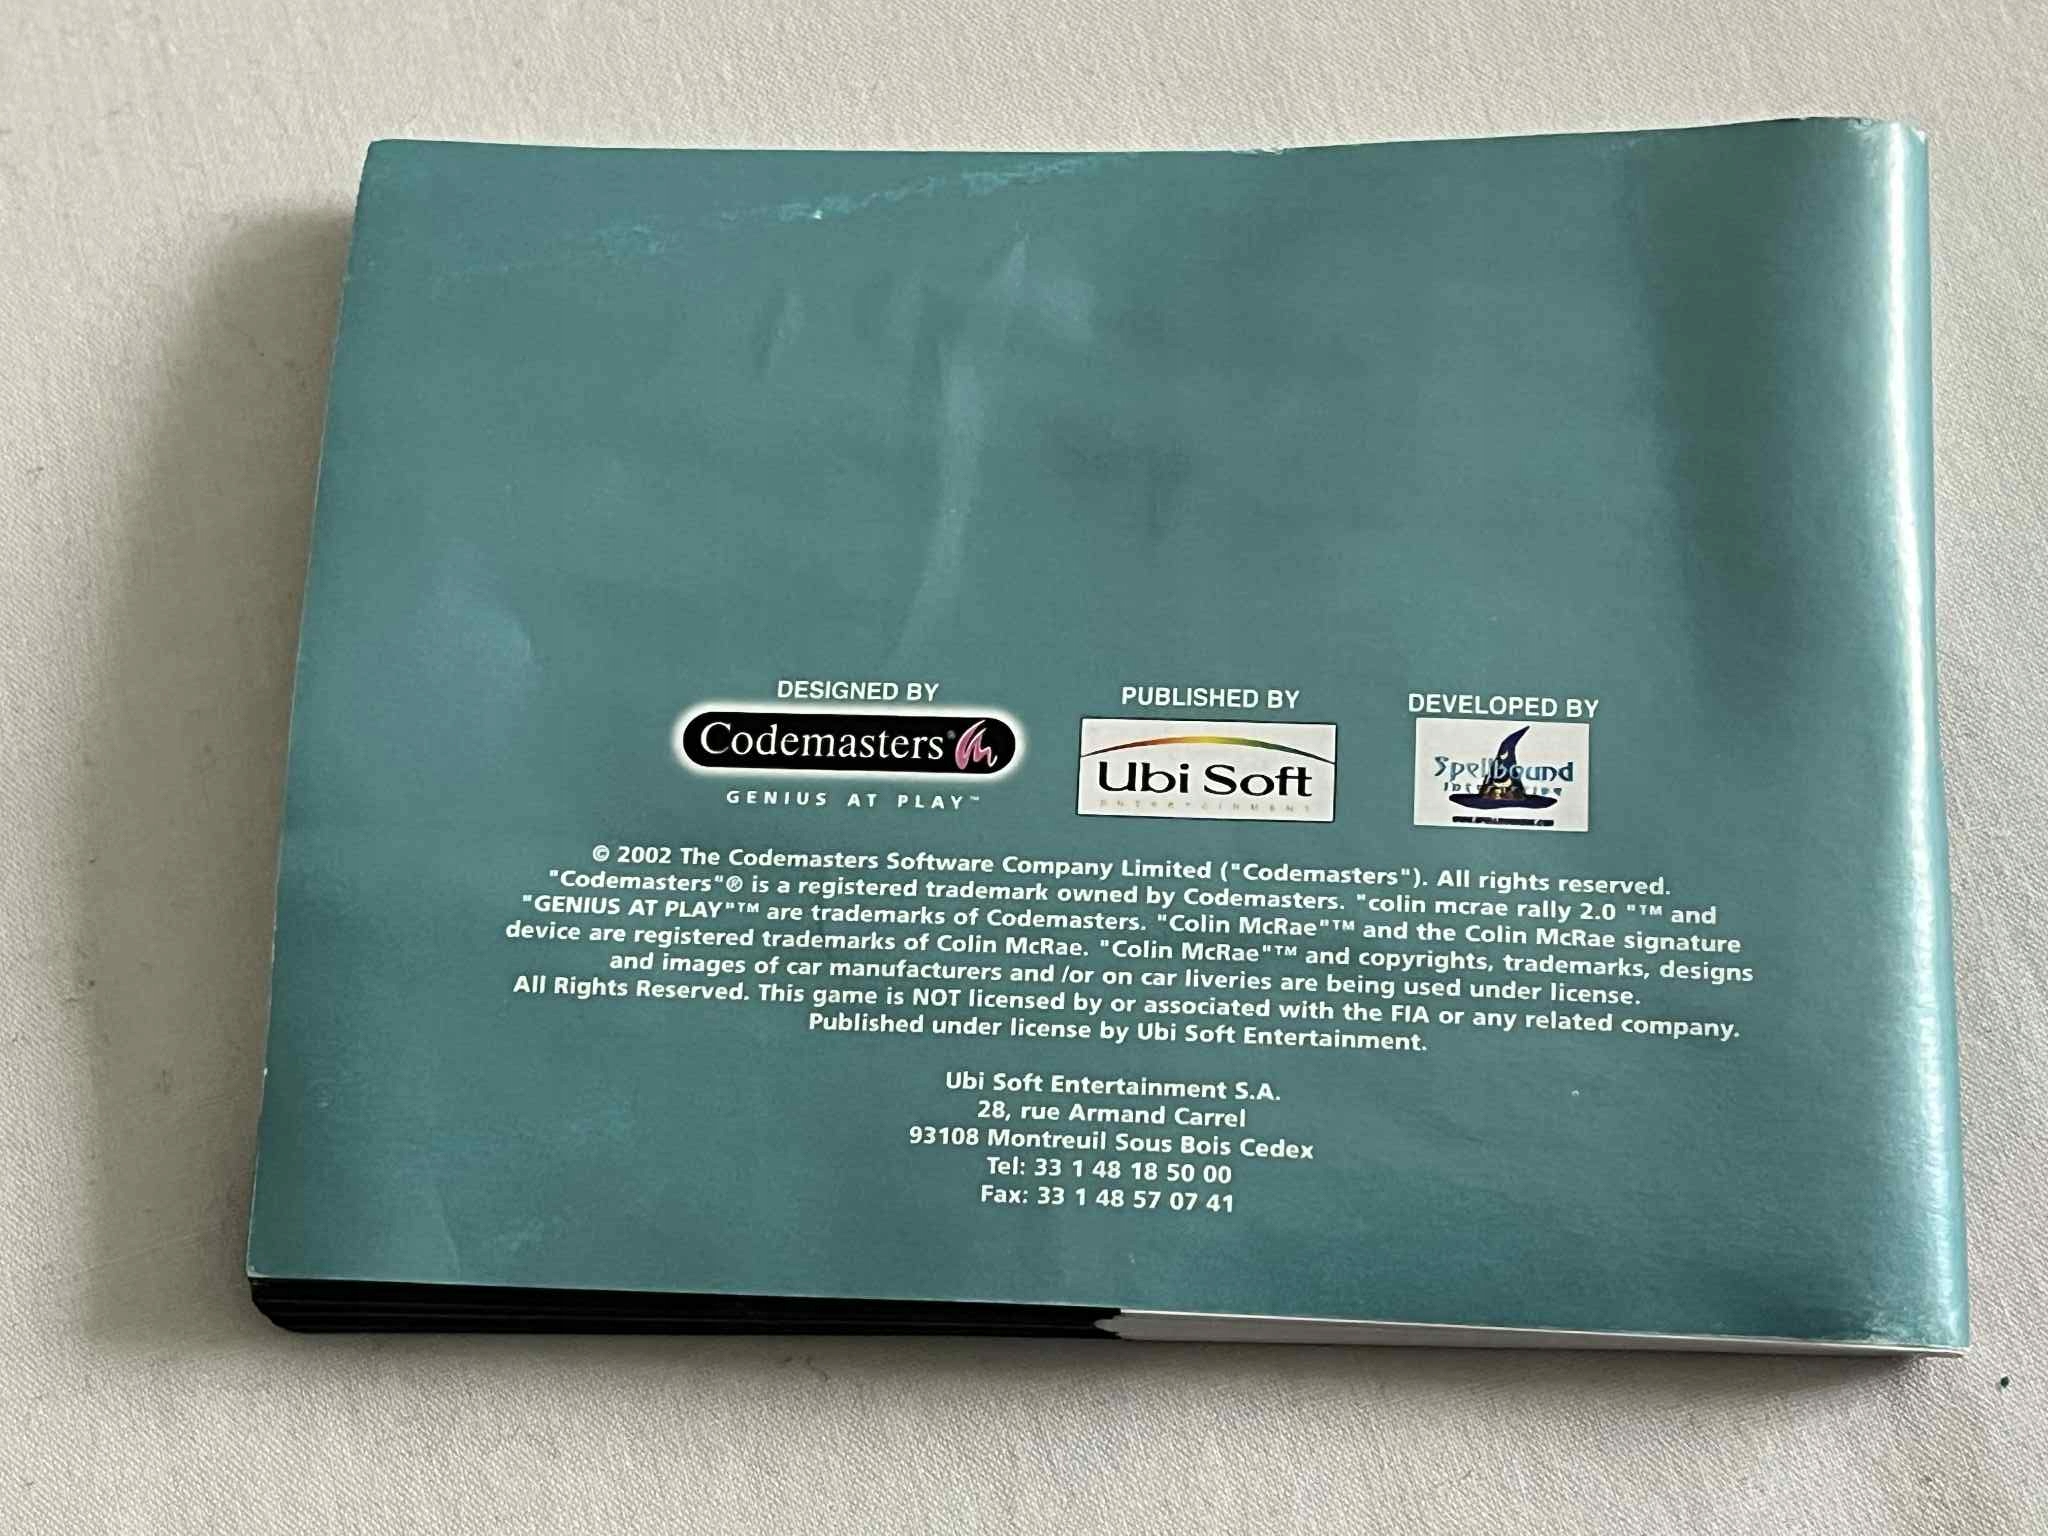 DESIGNED BY
Codemasters®
GENIUS AT PLAY™
PUBLISHED BY
Ubi Soft
ENTERTAINMENT
DEVELOPED BY
Spellbound
© 2002 The Codemasters Software Company Limited ("Codemasters"). All rights reserved.
"Codemasters"® is a registered trademark owned by Codemasters. "colin mcrae rally 2.0 "™ and
"GENIUS AT PLAY"™ are trademarks of Codemasters. "Colin McRae"™ and the Colin McRae signature
device are registered trademarks of Colin McRae. "Colin McRae"™ and copyrights, trademarks, designs
and images of car manufacturers and /or on car liveries are being used under license.
All Rights Reserved. This game is NOT licensed by or associated with the FIA or any related company.
Published under license by Ubi Soft Entertainment.
Ubi Soft Entertainment S.A.
28, rue Armand Carrel
93108 Montreuil Sous Bois Cedex
Tel: 33 1 48 18 50 00
Fax: 33 1 48 57 07 41